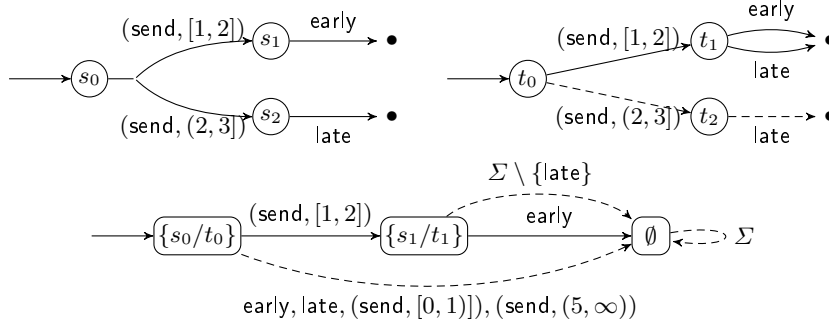 (send, [1, 2]) early
s₀ s₁
(send, (2, 3]) s₂
late
(send, [1, 2]) early
t₀ t₁
late
(send, (2, 3]) t₂
late
Σ \ {late}
(send, [1, 2]) early
{s₀/t₀} {s₁/t₁} ∅ Σ
early, late, (send, [0, 1)]), (send, (5, ∞))